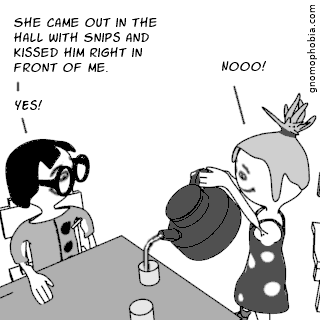 SHE CAME OUT IN THE
HALL WITH SNIPS AND
KISSED HIM RIGHT IN
FRONT OF ME.
NOOO!
YES!
gnomophobia.com